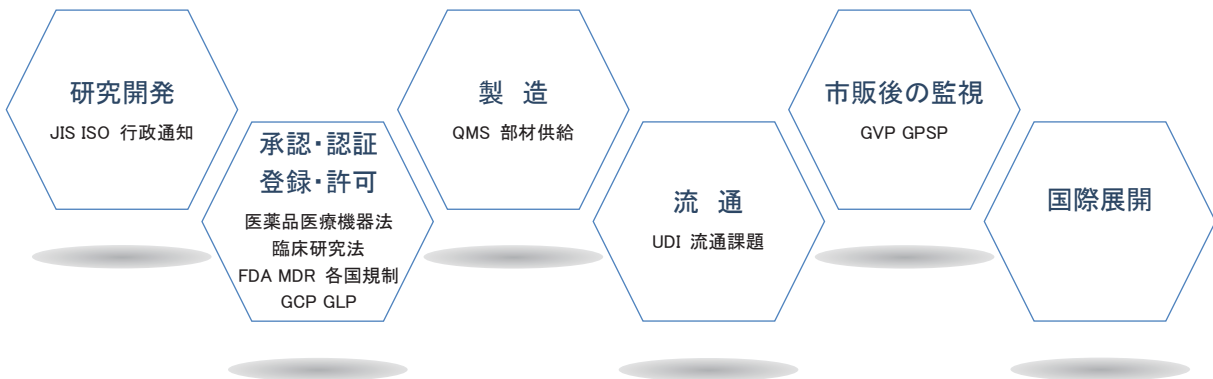 研究開発
JIS ISO 行政通知
承認・認証
登録・許可
医薬品医療機器法
臨床研究法
FDA MDR 各国規制
GCP GLP
製 造
QMS 部材供給
流 通
UDI 流通課題
市販後の監視
GVP GPSP
国際展開